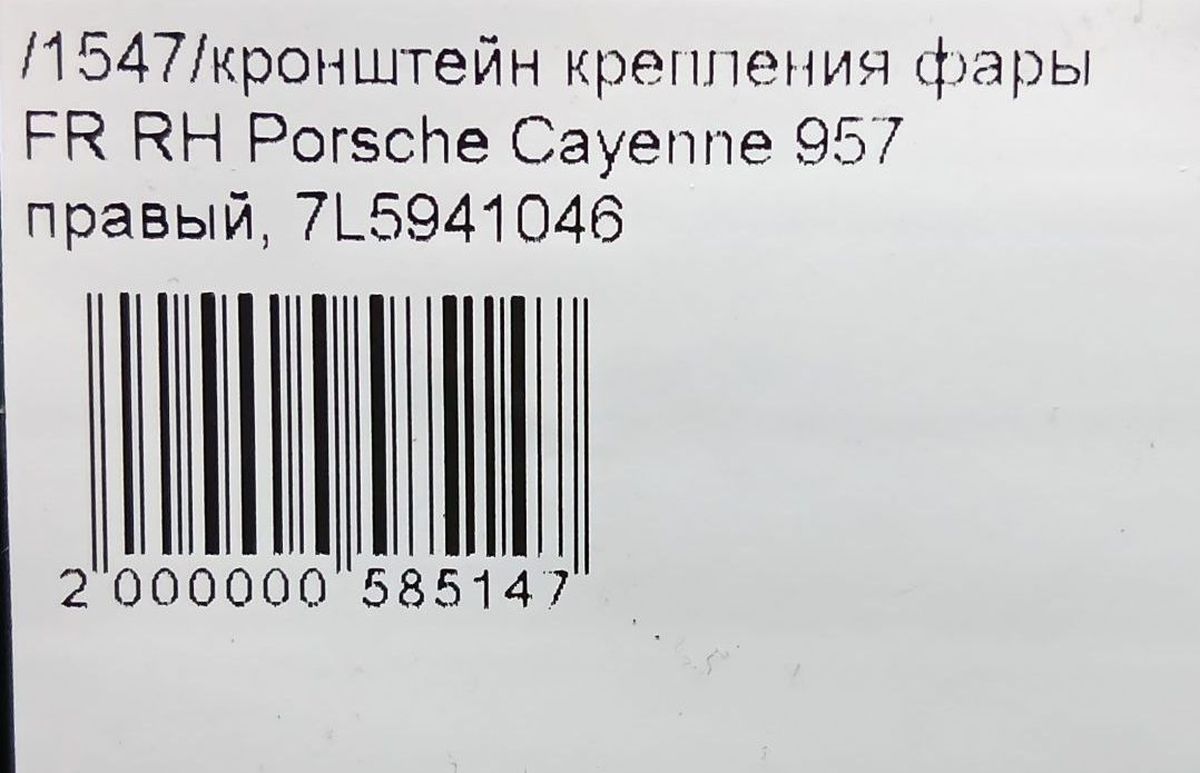 /1547/кронштейн крепления фары
FR RH Porsche Cayenne 957
правый, 7L5941046
2 000000 585147